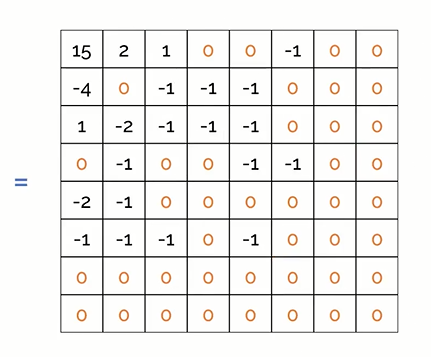 15 2 1 0 0 -1 0 0
-4 0 -1 -1 -1 0 0 0
1 -2 -1 -1 -1 0 0 0
= 0 -1 0 0 -1 -1 0 0
-2 -1 0 0 0 0 0 0
-1 -1 -1 0 -1 0 0 0
0 0 0 0 0 0 0 0
0 0 0 0 0 0 0 0